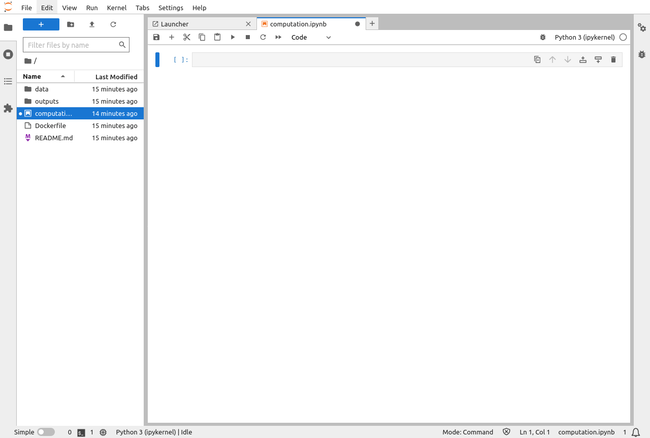 File Edit View Run Kernel Tabs Settings Help
Launcher computation.ipynb
Filter files by name
Code Python 3 (ipykernel)
/
[ ]:
Name Last Modified
data 15 minutes ago
outputs 15 minutes ago
computati... 14 minutes ago
Dockerfile 15 minutes ago
README.md 15 minutes ago
Simple 0 1 Python 3 (ipykernel) | Idle Mode: Command Ln 1, Col 1 computation.ipynb 1